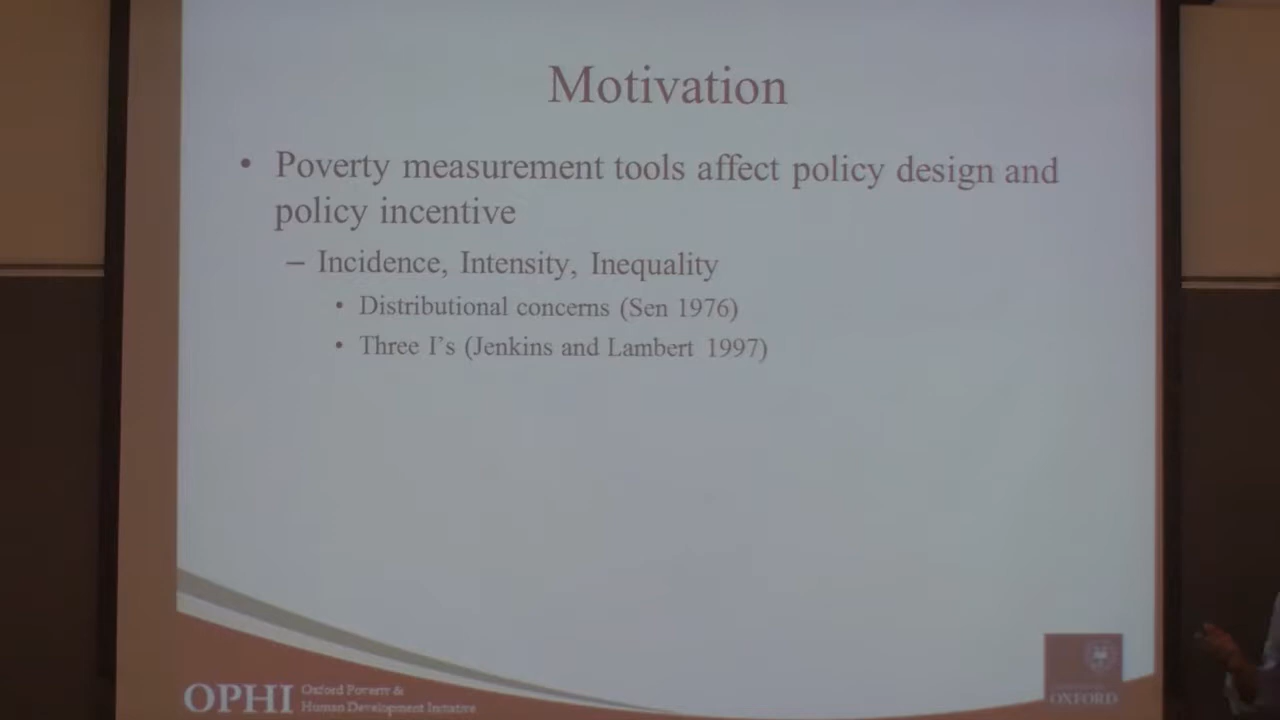 Motivation
• Poverty measurement tools affect policy design and
policy incentive
– Incidence, Intensity, Inequality
• Distributional concerns (Sen 1976)
• Three I's (Jenkins and Lambert 1997)
OPHI
Oxford Poverty &
Human Development Initiative
OXFORD